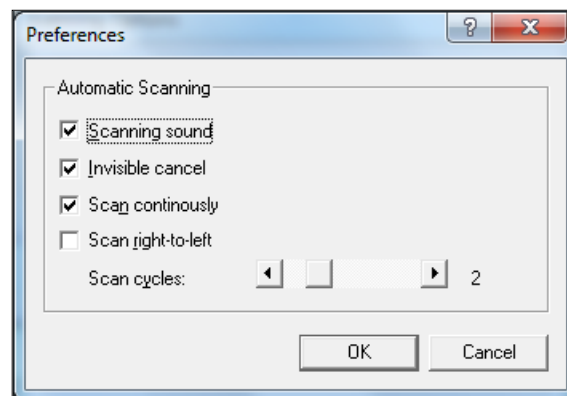 Preferences
Automatic Scanning
Scanning sound
Invisible cancel
Scan continously
Scan right-to-left
Scan cycles: 2
OK Cancel